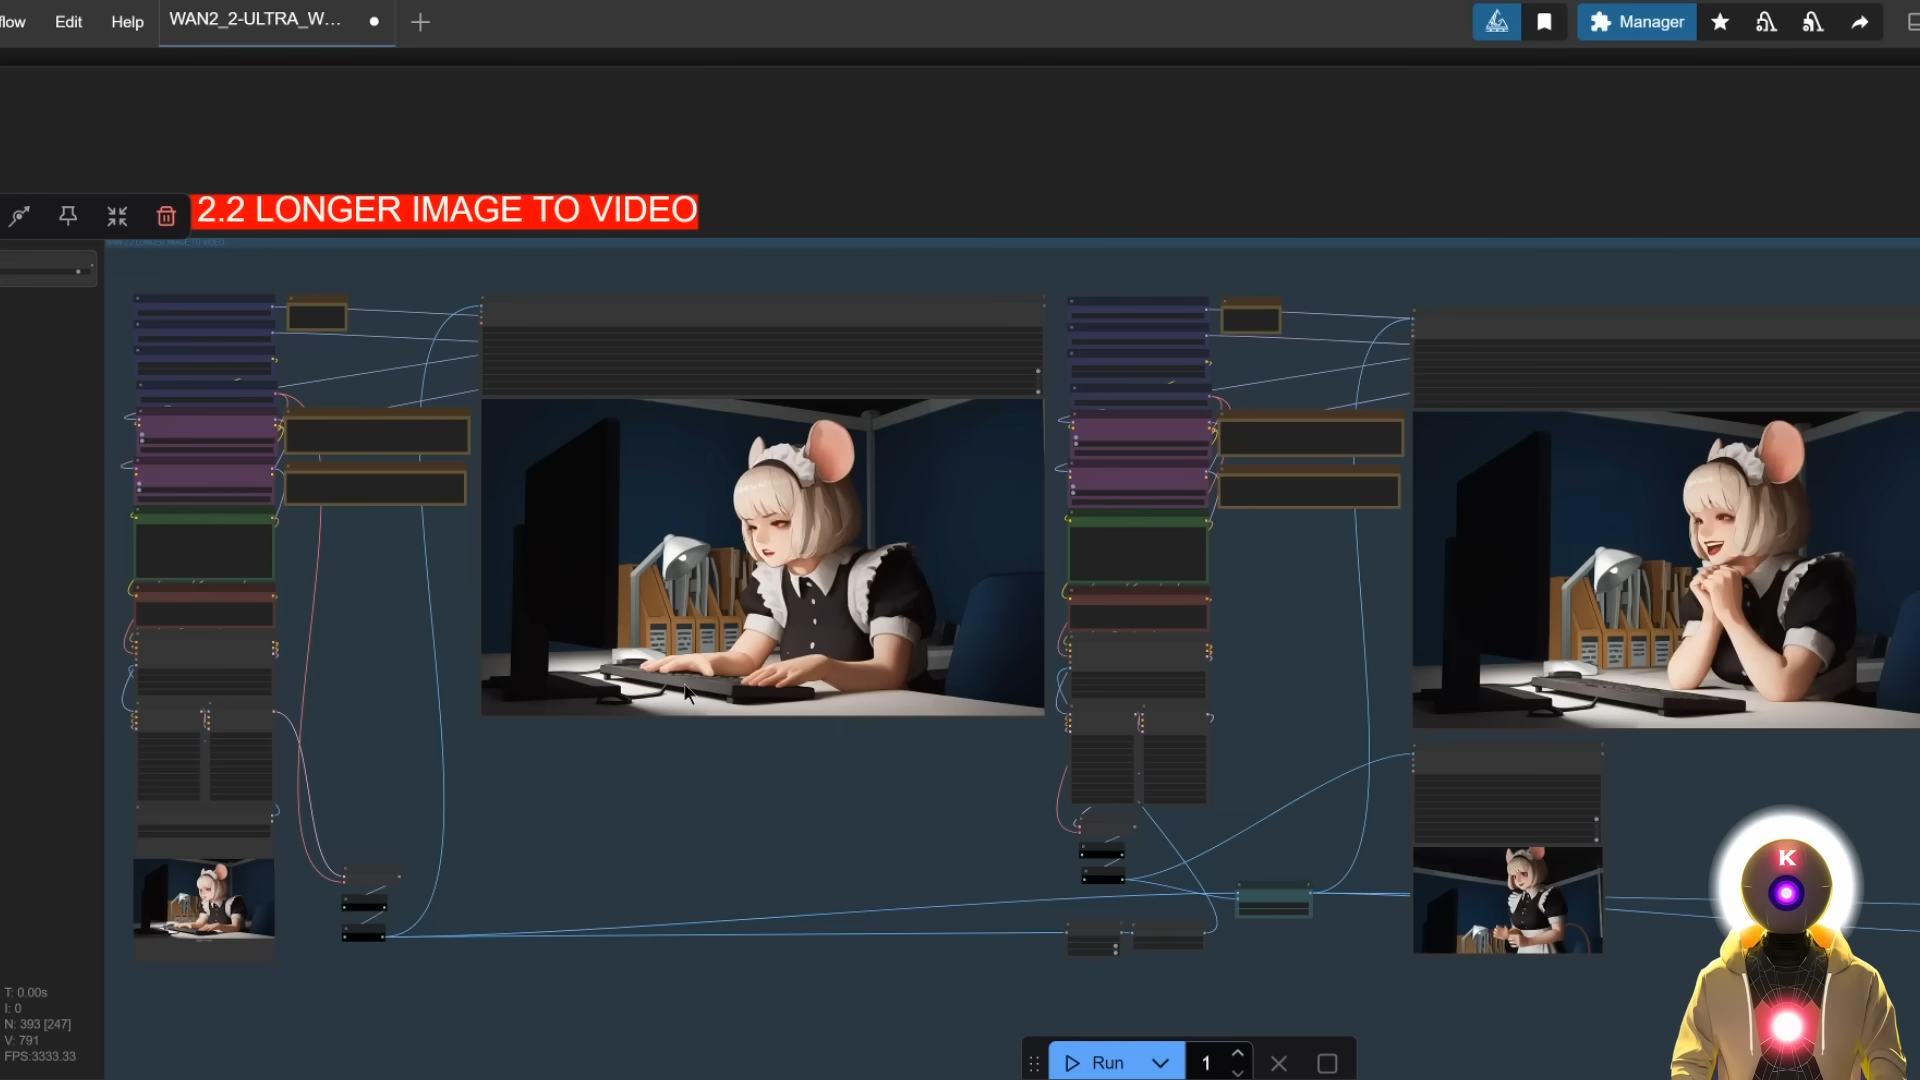 flow Edit Help WAN2_2-ULTRA_W... Manager
2.2 LONGER IMAGE TO VIDEO
K
T: 0.00s
I: 0
N: 393 [247]
V: 791
FPS:3333.33
Run 1